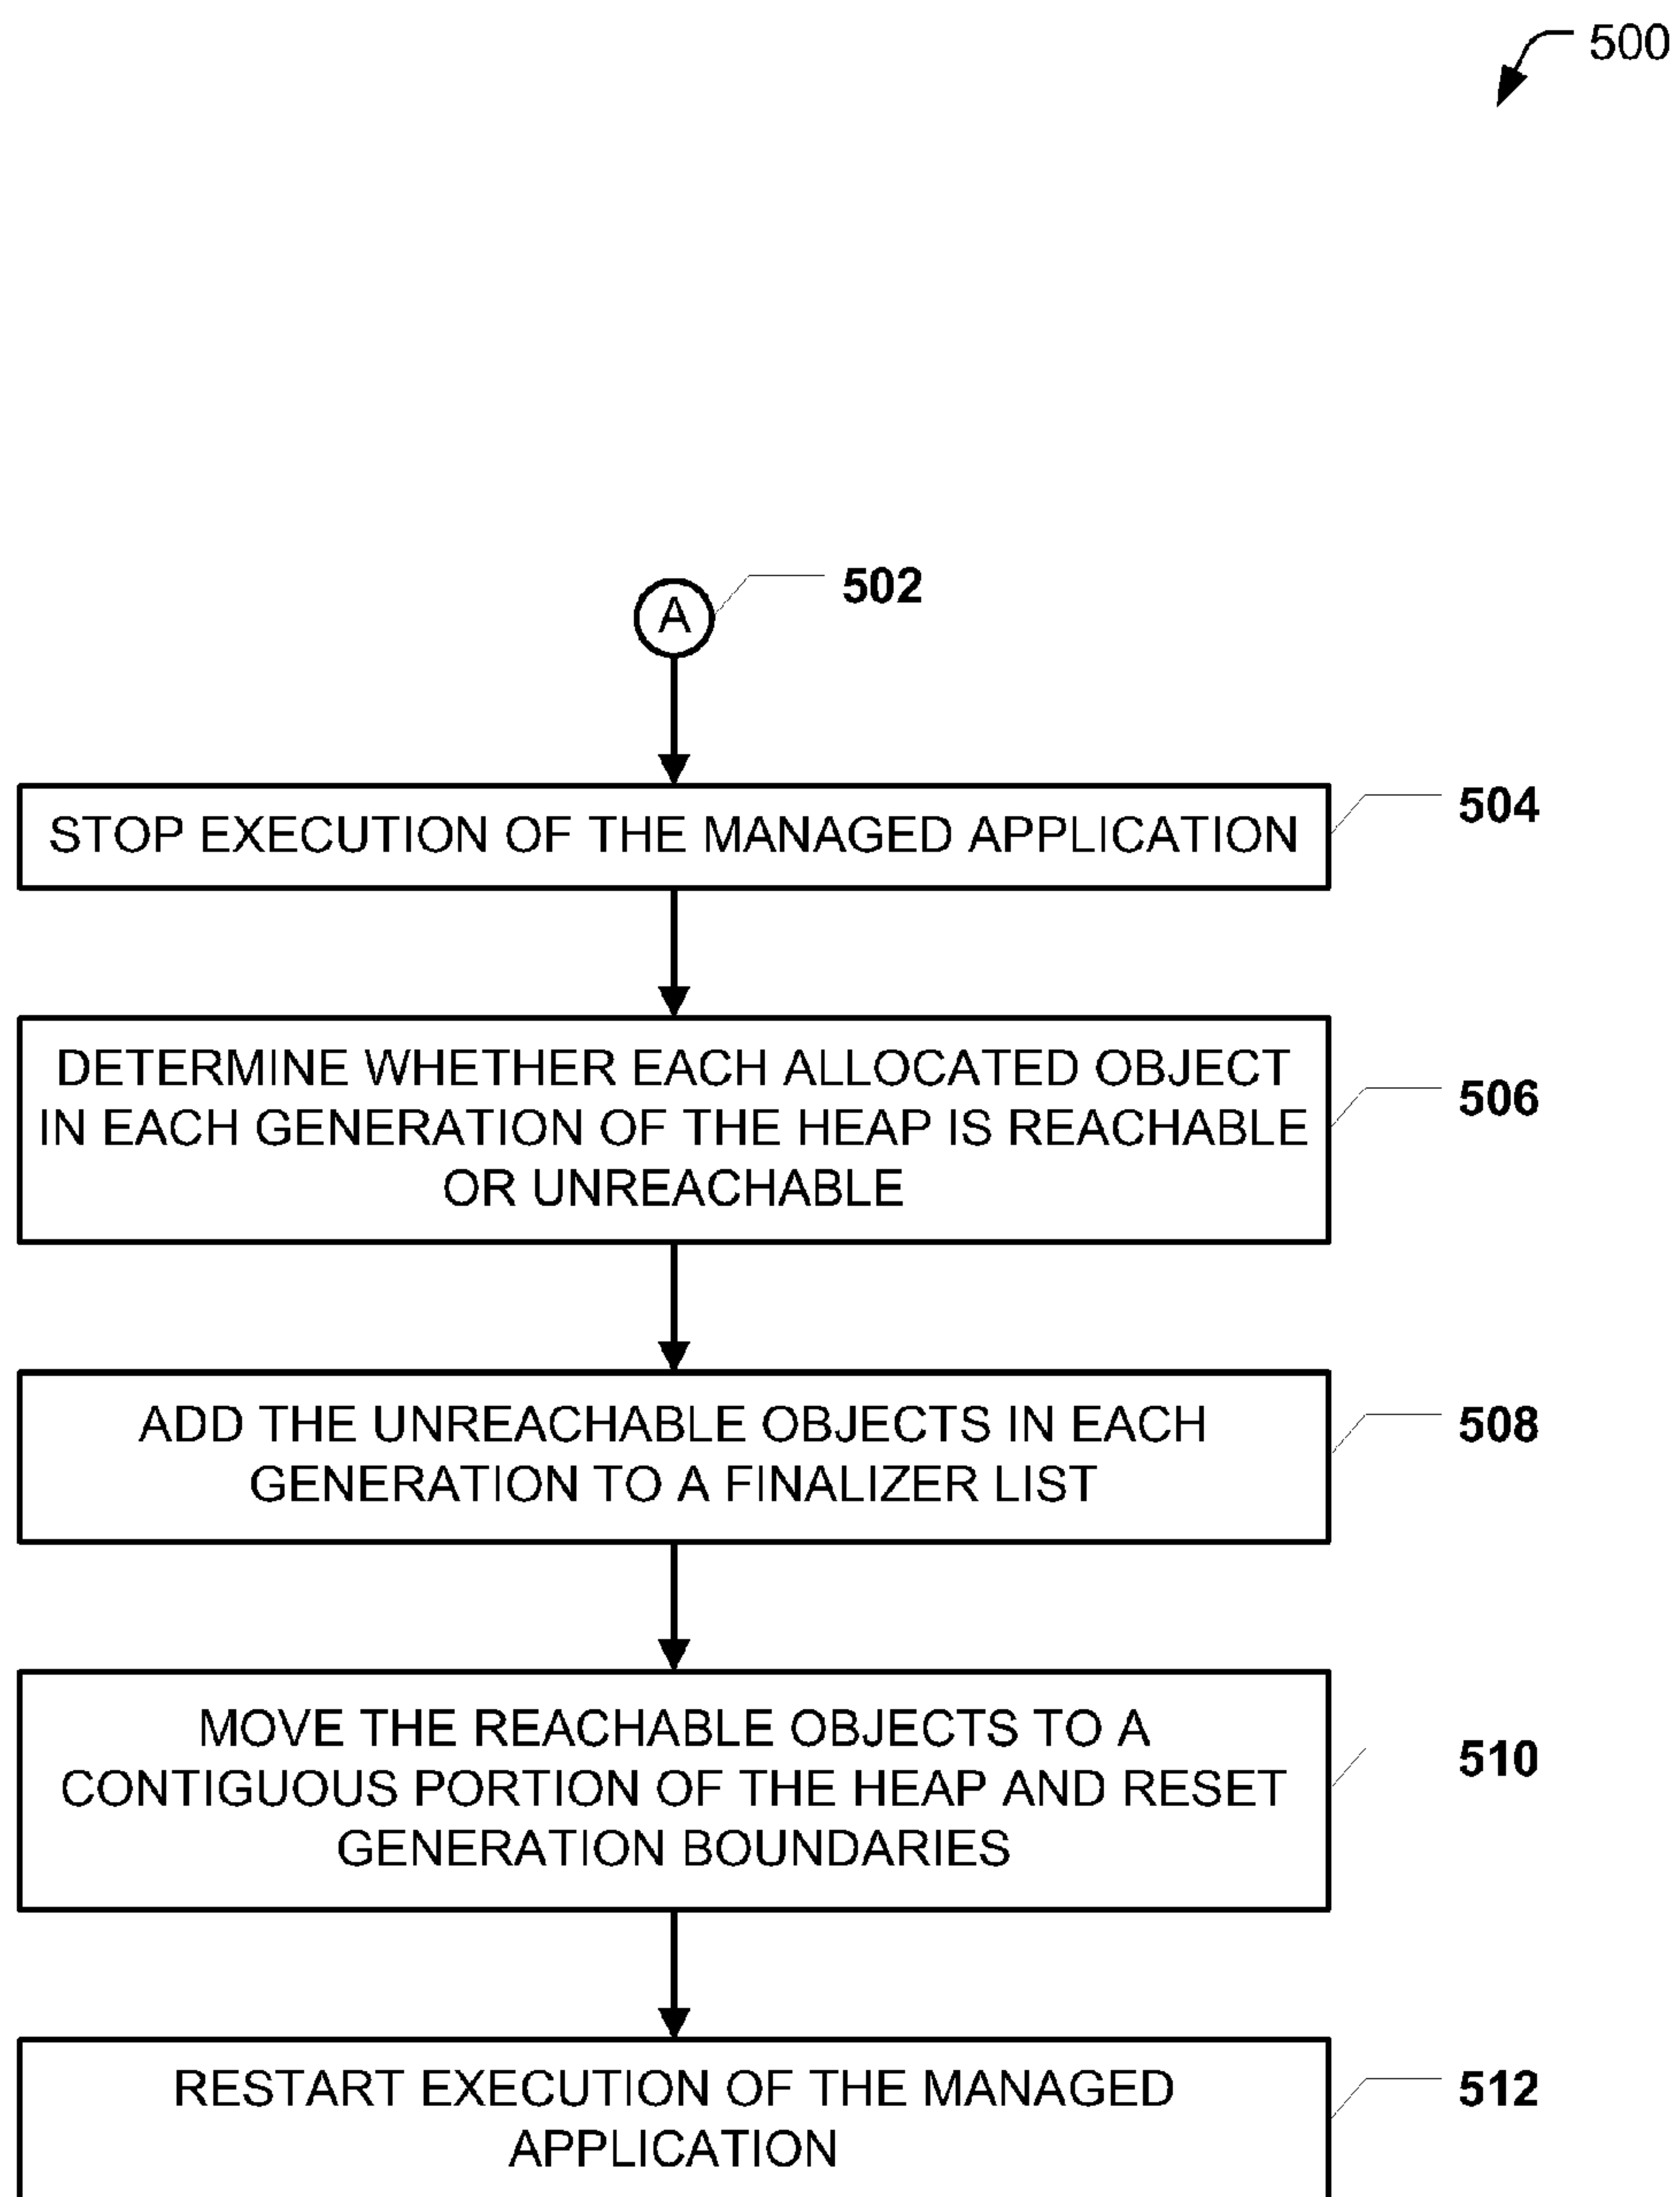 500
A
502
STOP EXECUTION OF THE MANAGED APPLICATION
504
DETERMINE WHETHER EACH ALLOCATED OBJECT
IN EACH GENERATION OF THE HEAP IS REACHABLE
OR UNREACHABLE
506
ADD THE UNREACHABLE OBJECTS IN EACH
GENERATION TO A FINALIZER LIST
508
MOVE THE REACHABLE OBJECTS TO A
CONTIGUOUS PORTION OF THE HEAP AND RESET
GENERATION BOUNDARIES
510
RESTART EXECUTION OF THE MANAGED
APPLICATION
512